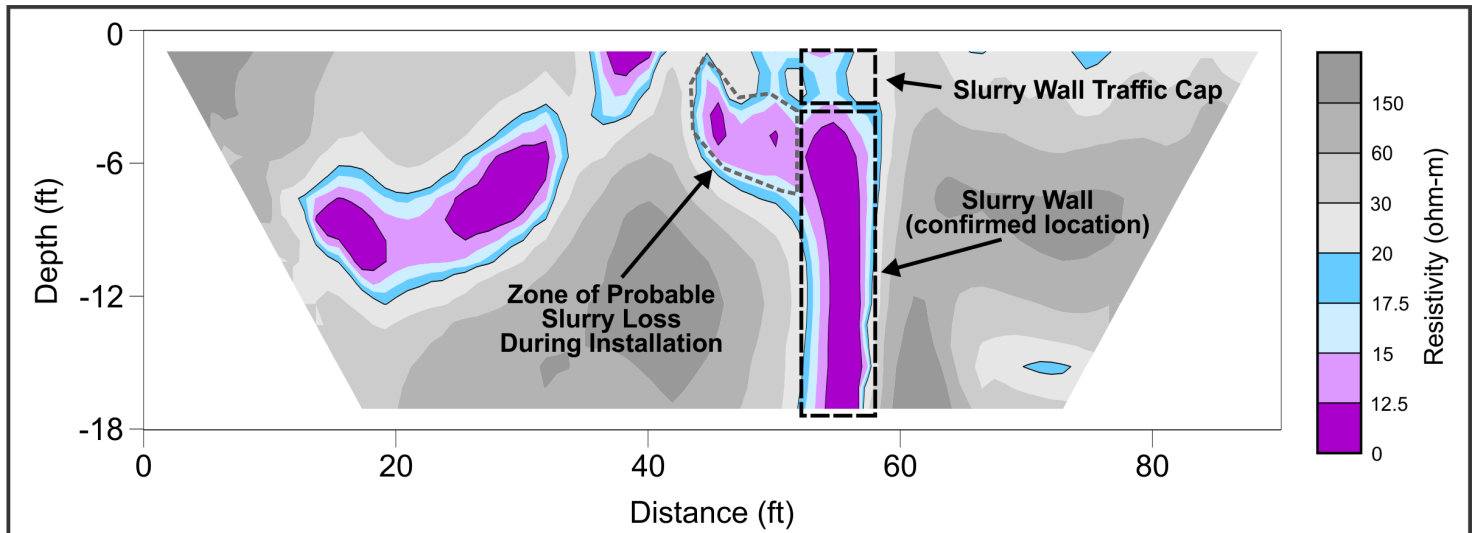 0
-6
-12
-18
Depth (ft)
0
20
40
60
80
Distance (ft)
Slurry Wall Traffic Cap
Slurry Wall
(confirmed location)
Zone of Probable
Slurry Loss
During Installation
150
60
30
20
17.5
15
12.5
0
Resistivity (ohm-m)